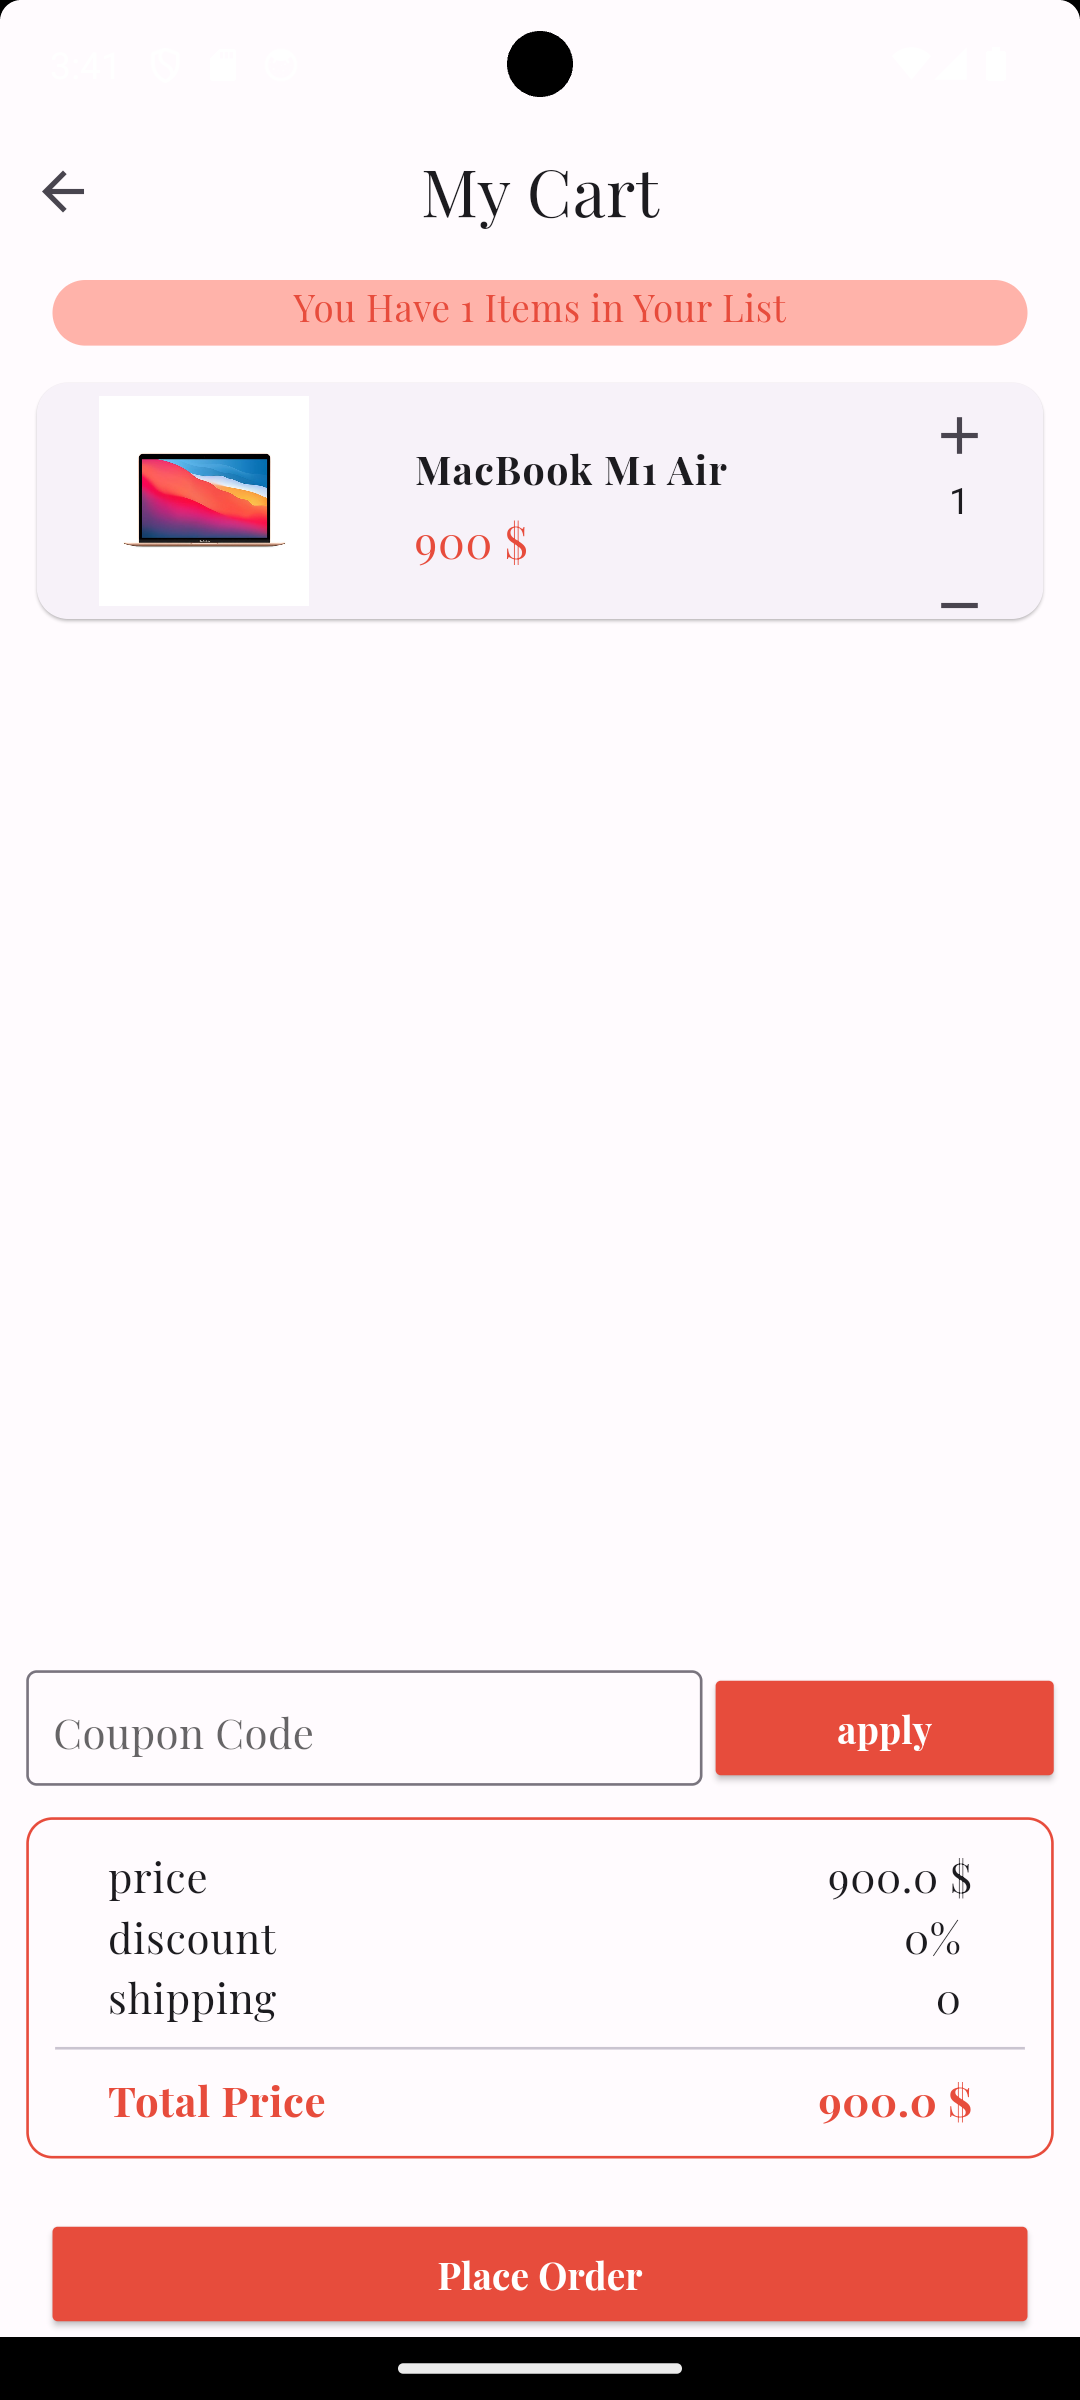 My Cart
You Have 1 Items in Your List
MacBook M1 Air
900 $
1
Coupon Code
apply
price 900.0 $
discount 0%
shipping 0
Total Price 900.0 $
Place Order